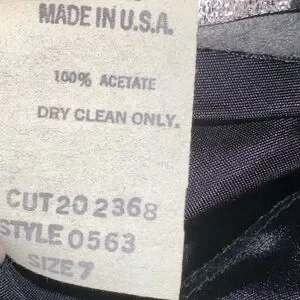 MADE IN U.S.A.
100% ACETATE
DRY CLEAN ONLY.
CUT 20 2368
STYLE 0563
SIZE 7